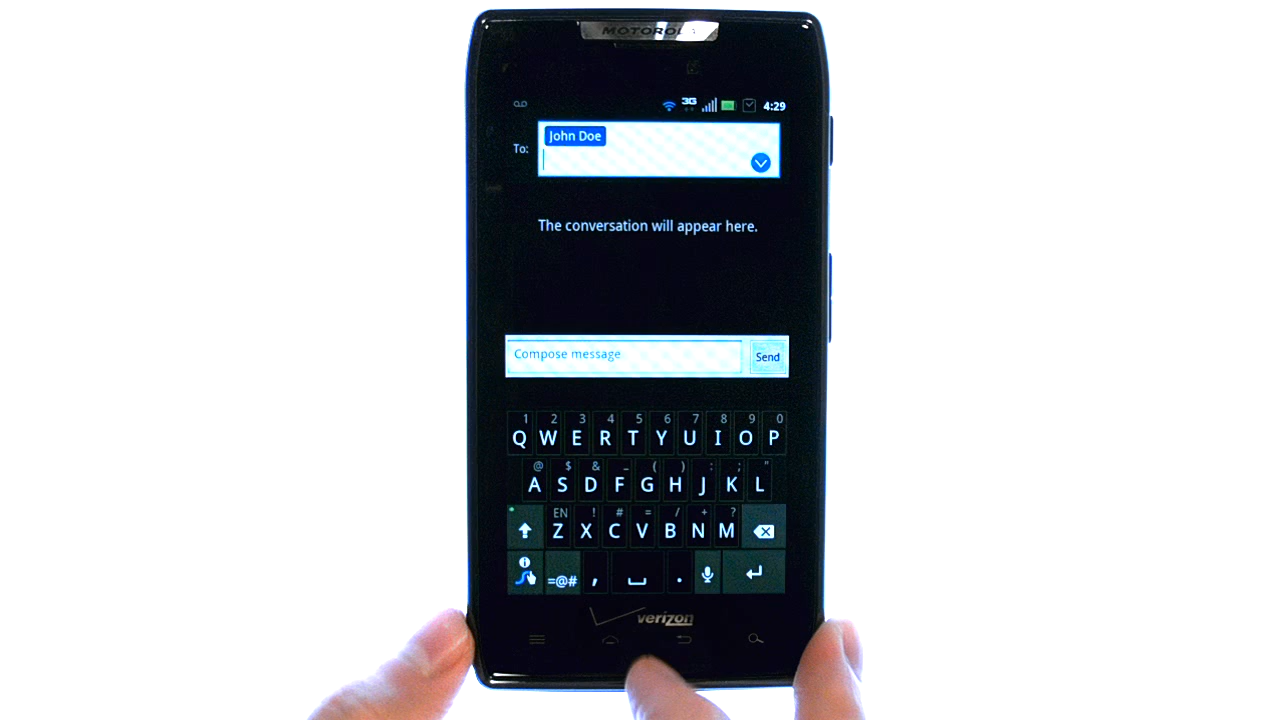 MOTOROLA
3G 4:29
To: John Doe
The conversation will appear here.
Compose message Send
1 2 3 4 5 6 7 8 9 0
Q W E R T Y U I O P
@ $ & _ ( ) : ; "
A S D F G H J K L
EN ! # = / + ?
Z X C V B N M
=@# , .
verizon